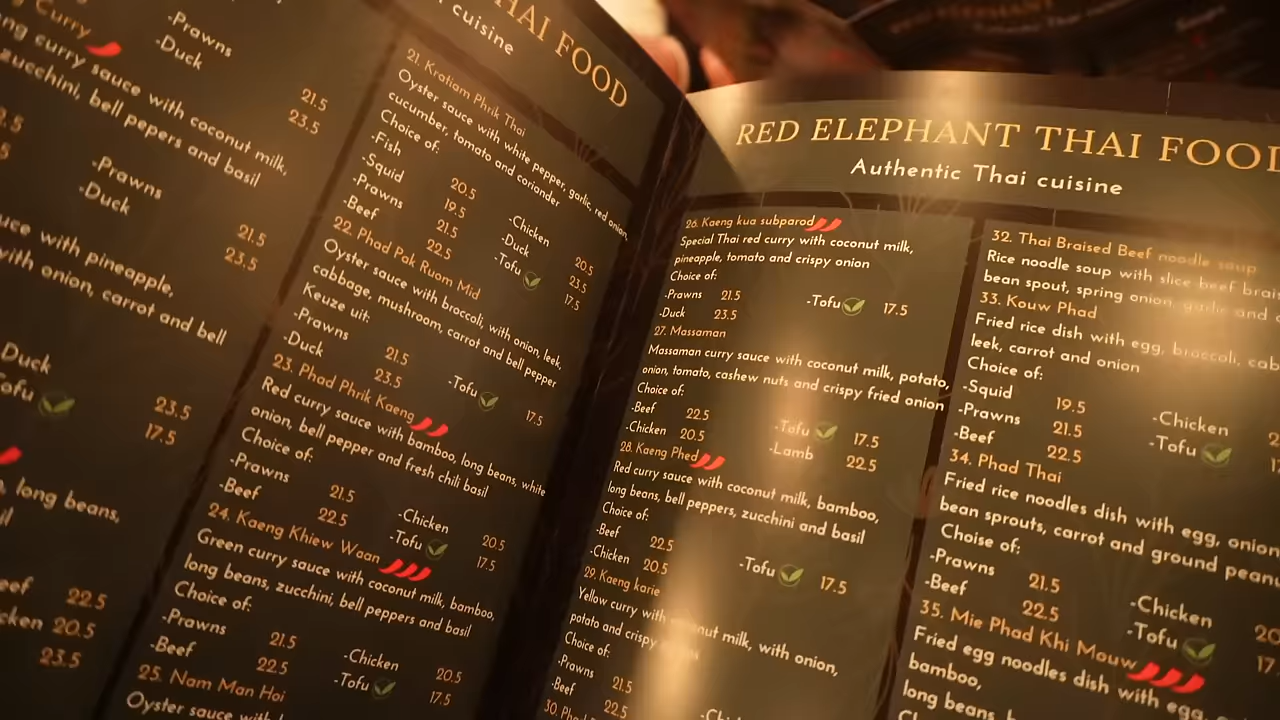 Curry
-Prawns
-Duck
curry sauce with coconut milk,
zucchini, bell pepers and basil
21.5
23.5
-Prawns
-Duck
21.5
23.5
with pineapple,
with onion, carrot and bell
Duck
Tofu
23.5
17.5
long beans,
22.5
20.5
23.5
THAI FOOD
cuisine
21. Kratiam Phrik Thai
Oyster sauce with white pepper, garlic, red onion,
cucumber, tomato and coriander
Choice of:
-Fish 20.5
-Squid 19.5
-Prawns 21.5
-Beef 22.5
-Chicken 20.5
-Duck 23.5
-Tofu 17.5
22. Phad Pak Ruom Mid
Oyster sauce with broccoli, with onion, leek,
cabbage, mushroom, carrot and bell pepper
Keuze uit:
-Prawns 21.5
-Duck 23.5
-Tofu 17.5
23. Phad Phrik Kaeng
Red curry sauce with bamboo, long beans, white
onion, bell pepper and fresh chili basil
Choice of:
-Prawns 21.5
-Beef 22.5
-Chicken 20.5
-Tofu 17.5
24. Kaeng Khiew Waan
Green curry sauce with coconut milk, bamboo,
long beans, zucchini, bell peppers and basil
Choice of:
-Prawns 21.5
-Beef 22.5
-Chicken 20.5
-Tofu 17.5
25. Nam Man Hoi
Oyster sauce with
RED ELEPHANT THAI FOOD
Authentic Thai cuisine
26. Kaeng kua subparod
Special Thai red curry with coconut milk,
pineapple, tomato and crispy onion
Choice of:
-Prawns 21.5
-Duck 23.5
-Tofu 17.5
27. Massaman
Massaman curry sauce with coconut milk, potato,
onion, tomato, cashew nuts and crispy fried onion
Choice of:
-Beef 22.5
-Chicken 20.5
-Tofu 17.5
-Lamb 22.5
28. Kaeng Phed
Red curry sauce with coconut milk, bamboo,
long beans, bell peppers, zucchini and basil
Choice of:
-Beef 22.5
-Chicken 20.5
-Tofu 17.5
29. Kaeng karie
Yellow curry with coconut milk, with onion,
potato and crispy
Choice of:
-Prawns 21.5
-Beef 22.5
30.
32. Thai Braised Beef noodle soup
Rice noodle soup with slice beef
bean spout, spring onion, garlic and
33. Kouw Phad
Fried rice dish with egg, broccoli,
leek, carrot and onion
Choice of:
-Squid 19.5
-Prawns 21.5
-Beef 22.5
-Chicken
-Tofu
34. Phad Thai
Fried rice noodles dish with egg, onion
bean sprouts, carrot and ground
Choise of:
-Prawns 21.5
-Beef 22.5
-Chicken
-Tofu
35. Mie Phad Khi Mouw
Fried egg noodles dish with egg,
bamboo,
long beans,